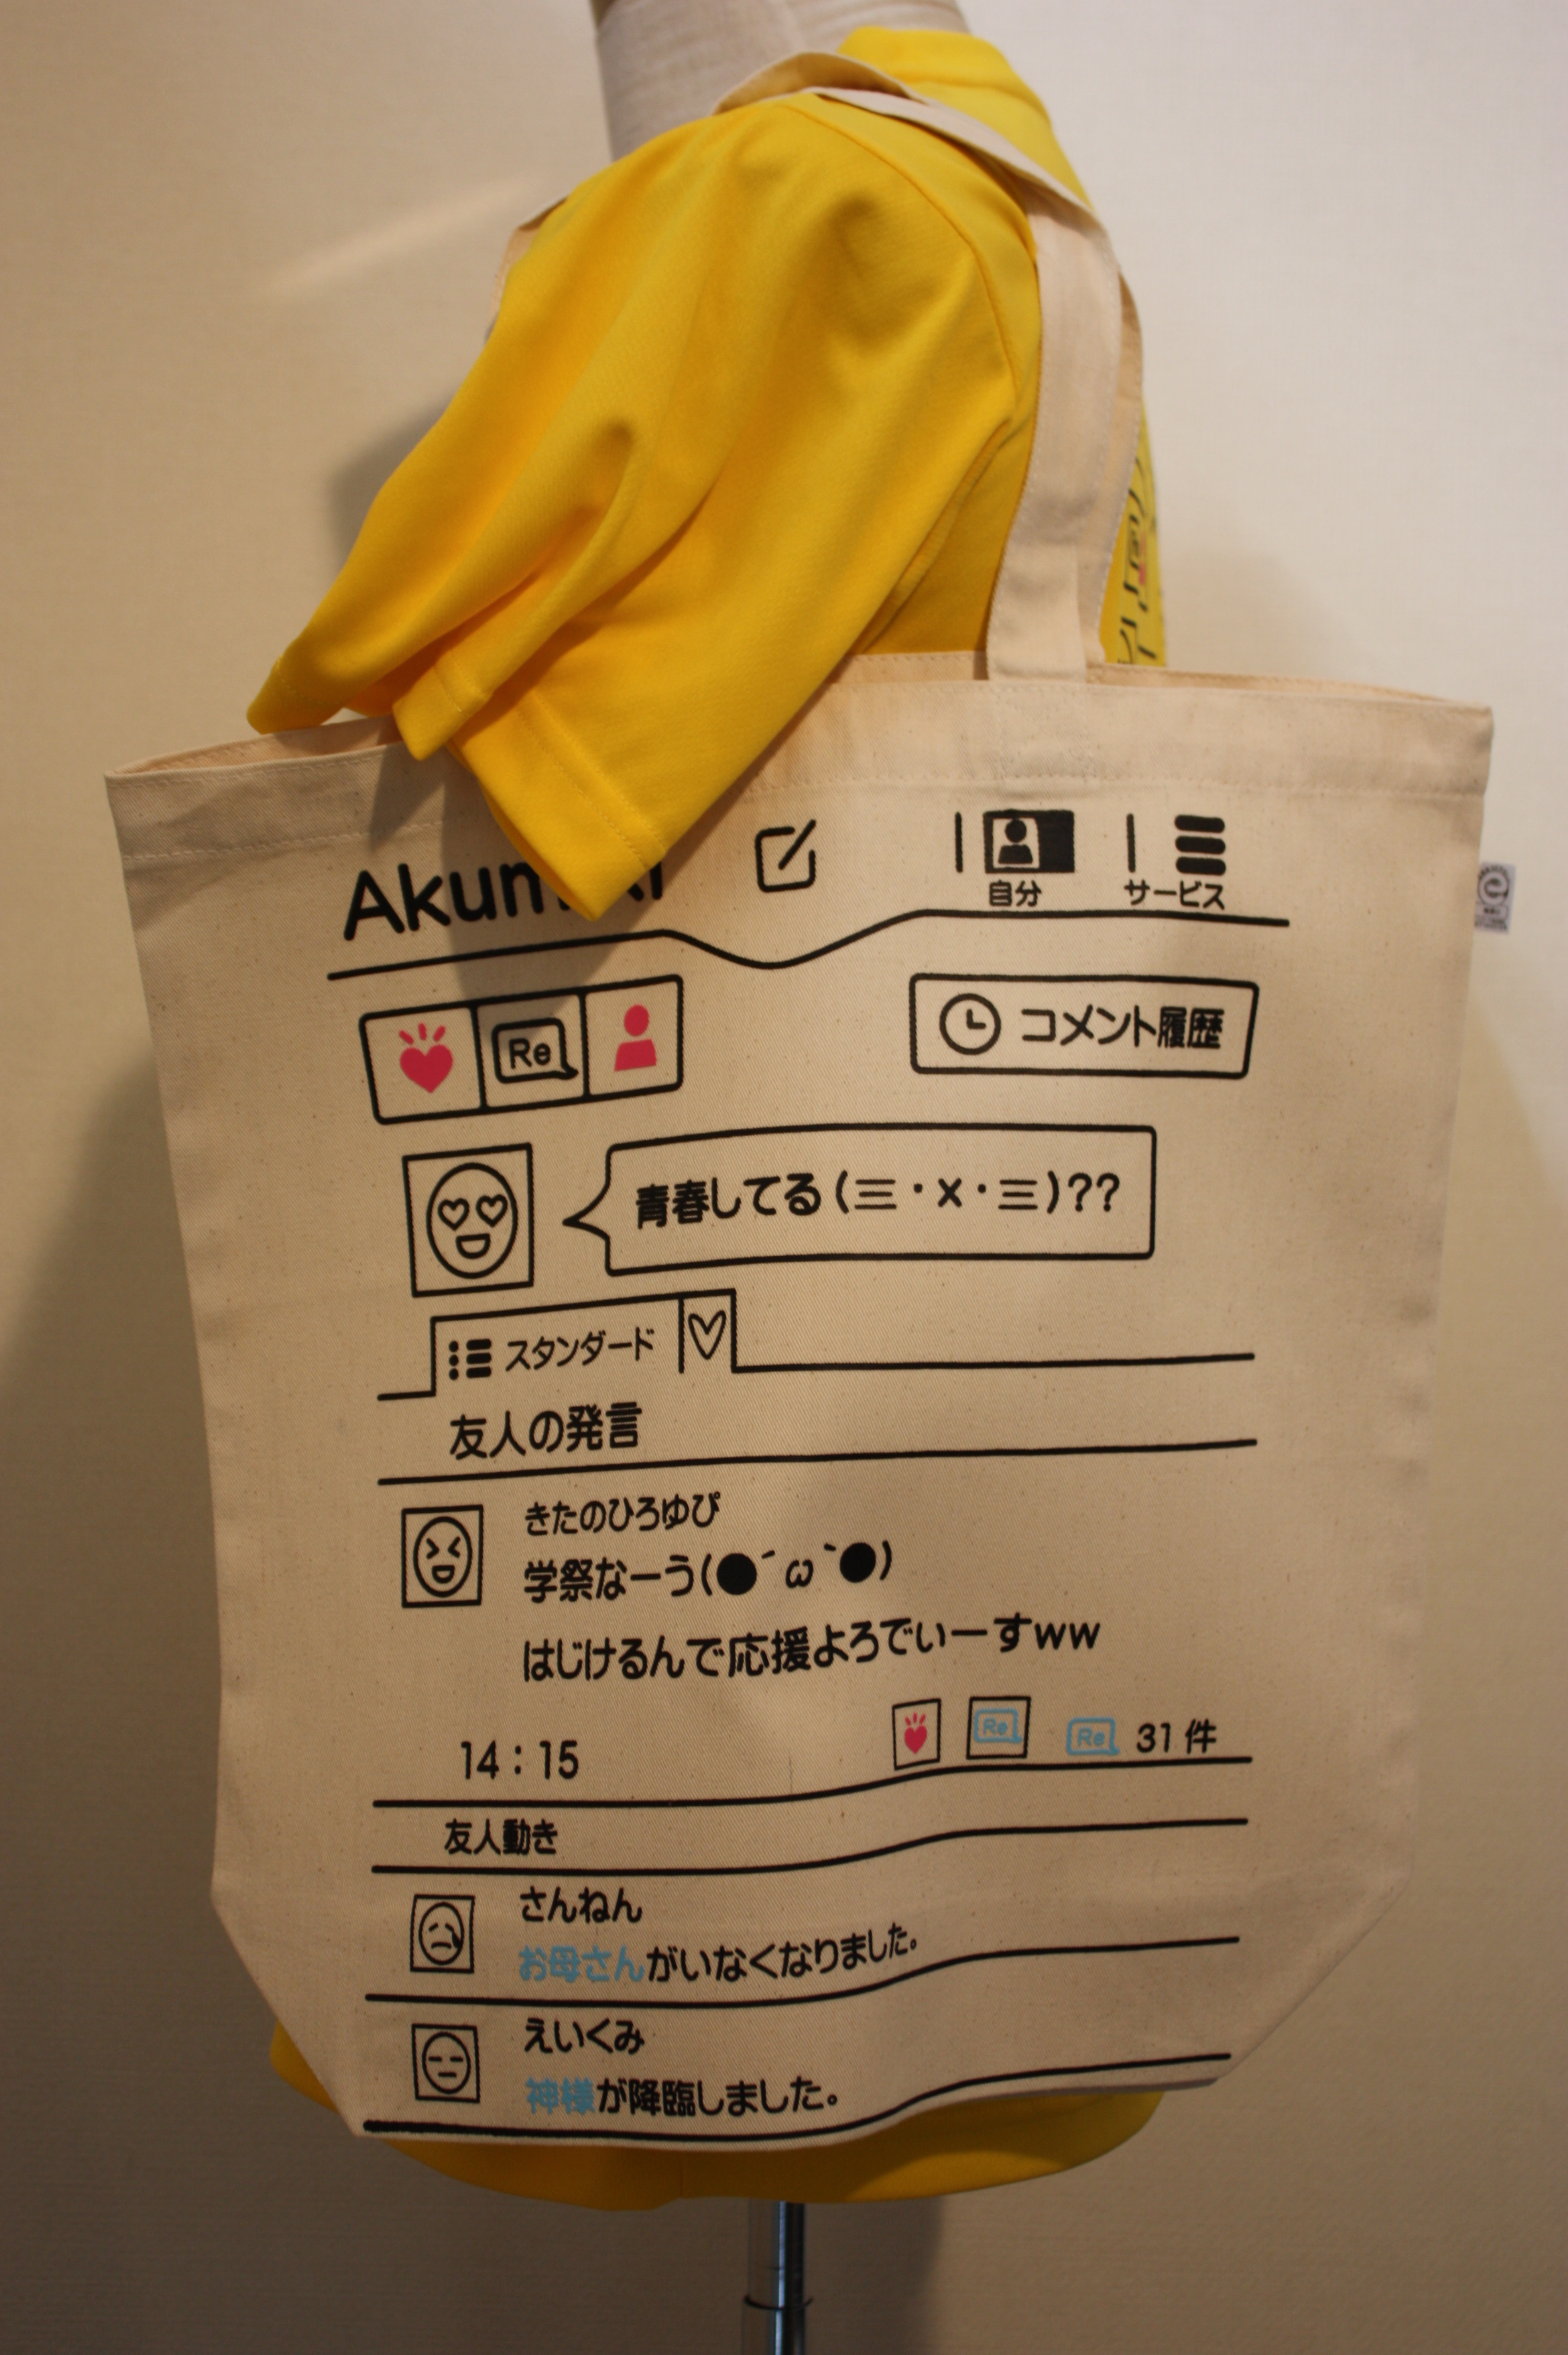 自分
サービス
Re
コメント履歴
青春してる(三・x・三)??
スタンダード
友人の発言
きたのひろゆぴ
学祭なーう(●´ω`●)
はじけるんで応援よろでぃーすww
14:15
Re
Re 31件
友人動き
さんねん
お母さんがいなくなりました。
えいくみ
神様が降臨しました。